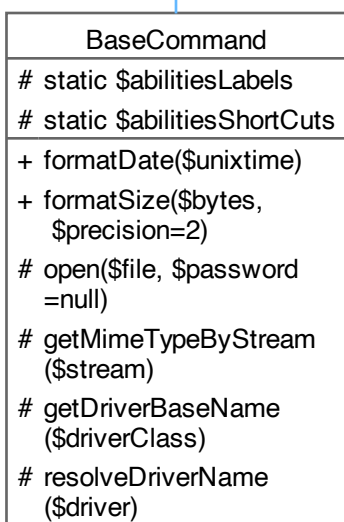 BaseCommand
# static $abilitiesLabels
# static $abilitiesShortCuts
+ formatDate($unixtime)
+ formatSize($bytes,
$precision=2)
# open($file, $password
=null)
# getMimeTypeByStream
($stream)
# getDriverBaseName
($driverClass)
# resolveDriverName
($driver)